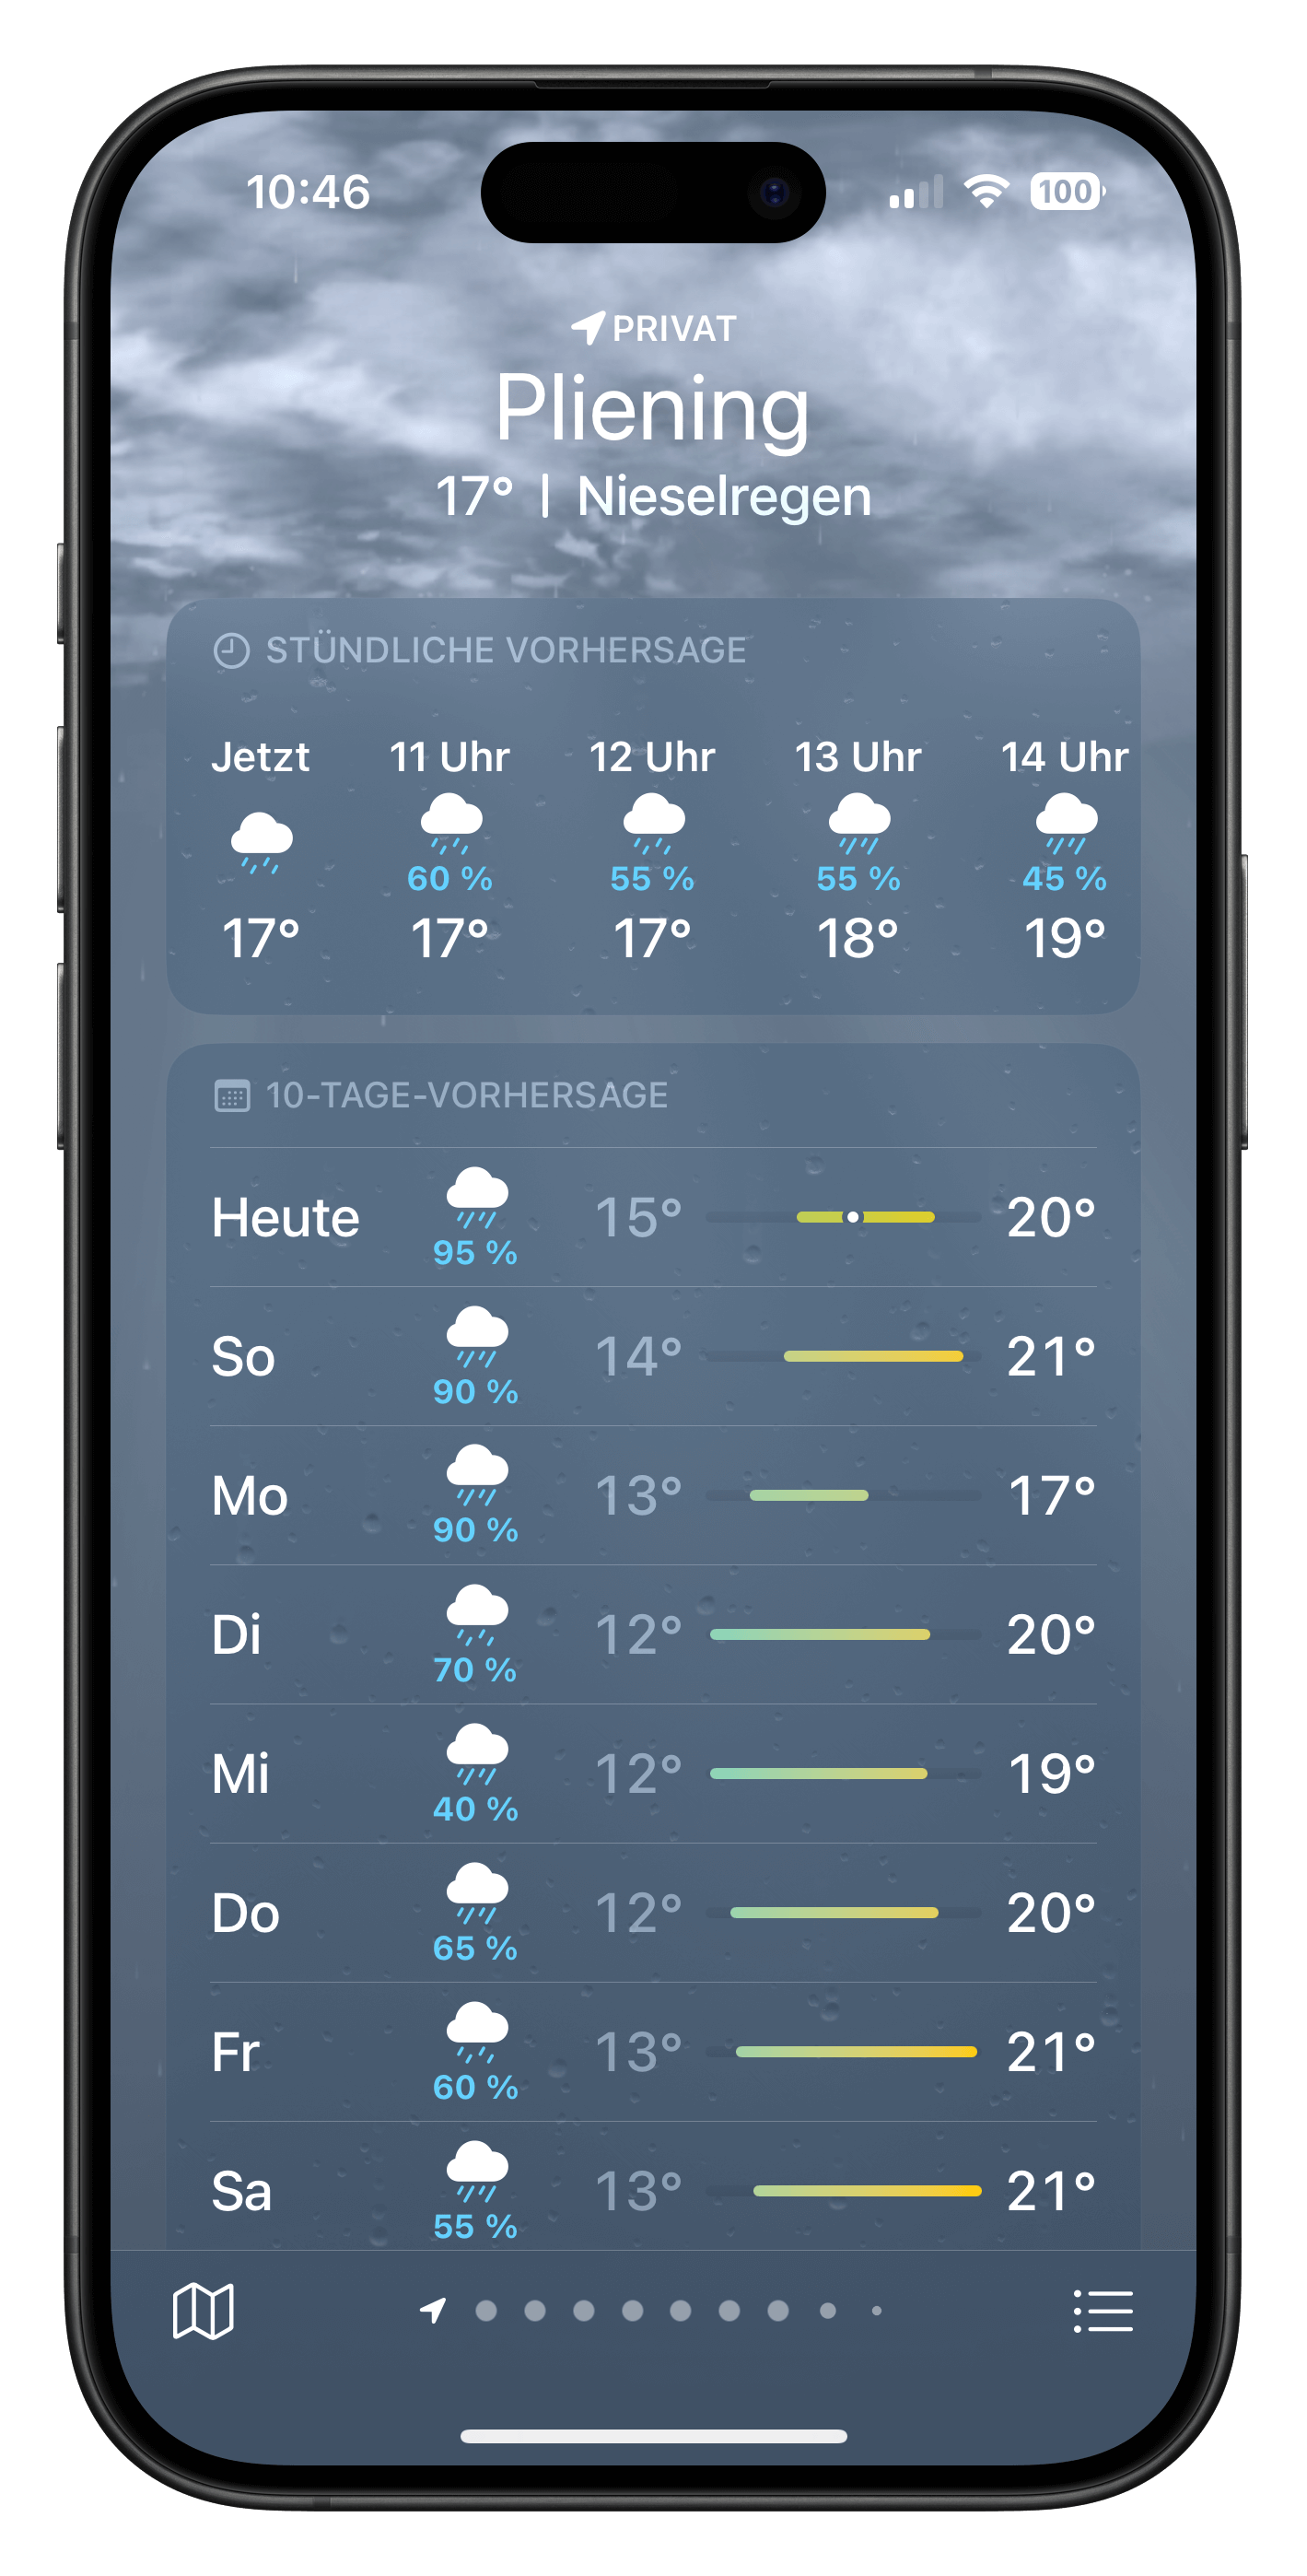 10:46
100
PRIVAT
Pliening
17° | Nieselregen
STÜNDLICHE VORHERSAGE
Jetzt 11 Uhr 12 Uhr 13 Uhr 14 Uhr
60 % 55 % 55 % 45 %
17° 17° 17° 18° 19°
10-TAGE-VORHERSAGE
Heute 95 % 15° 20°
So 90 % 14° 21°
Mo 90 % 13° 17°
Di 70 % 12° 20°
Mi 40 % 12° 19°
Do 65 % 12° 20°
Fr 60 % 13° 21°
Sa 55 % 13° 21°